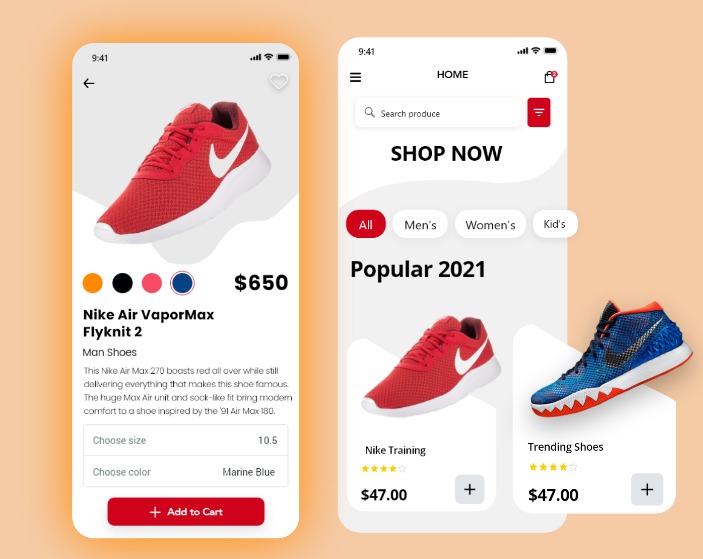 9:41
$650
Nike Air VaporMax
Flyknit 2
Man Shoes
This Nike Air Max 270 boasts red all over while still
delivering everything that makes this shoe famous.
The huge Max Air unit and sock-like fit bring modern
comfort to a shoe inspired by the '91 Air Max 180.
Choose size 10.5
Choose color Marine Blue
+ Add to Cart
9:41
HOME
Search produce
SHOP NOW
All Men's Women's Kid's
Popular 2021
Nike Training
$47.00 +
Trending Shoes
$47.00 +